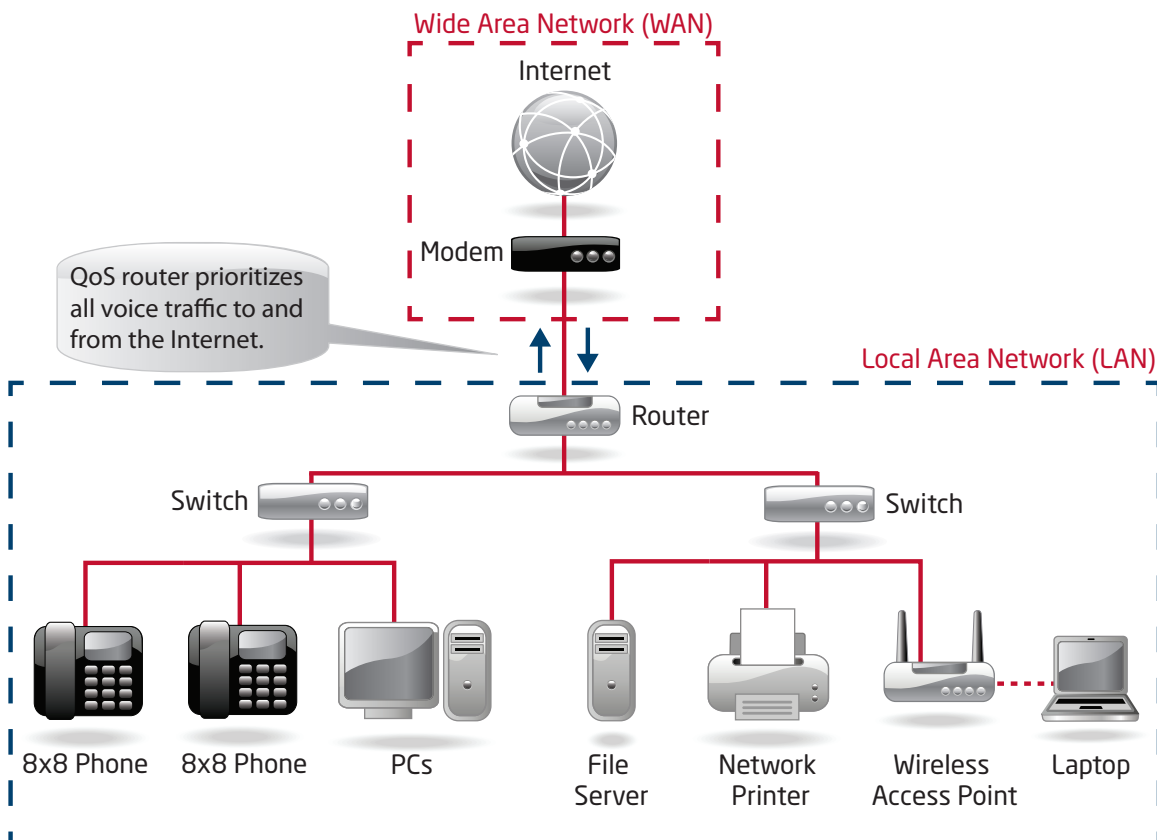 Wide Area Network (WAN)
Internet
Modem
QoS router prioritizes
all voice traffic to and
from the Internet.
Local Area Network (LAN)
Router
Switch
Switch
8x8 Phone
8x8 Phone
PCs
File
Server
Network
Printer
Wireless
Access Point
Laptop